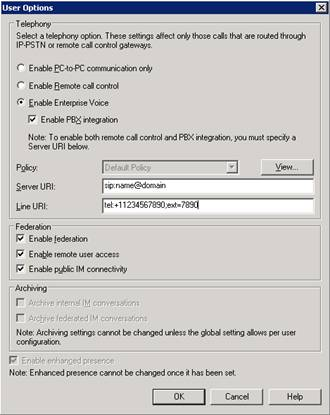 User Options
Telephony
Select a telephony option. These settings affect only those calls that are routed through
IP-PSTN or remote call control gateways.
Enable PC-to-PC communication only
Enable Remote call control
Enable Enterprise Voice
Enable PBX integration
Note: To enable both remote call control and PBX integration, you must specify a
Server URI below.
Policy:
Default Policy
View...
Server URI:
sip:name@domain
Line URI:
tel:+11234567890;ext=7890
Federation
Enable federation
Enable remote user access
Enable public IM connectivity
Archiving
Archive internal IM conversations
Archive federated IM conversations
Note: Archiving settings cannot be changed unless the global setting allows per user
configuration.
Enable enhanced presence
Note: Enhanced presence cannot be changed once it has been set.
OK
Cancel
Help